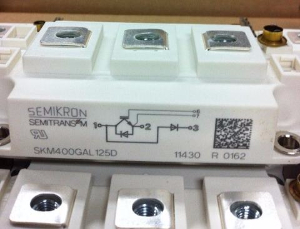 SEMIKRON
SEMITRANS®M
1 2 3
SKM400GAL125D 11430 R 0162